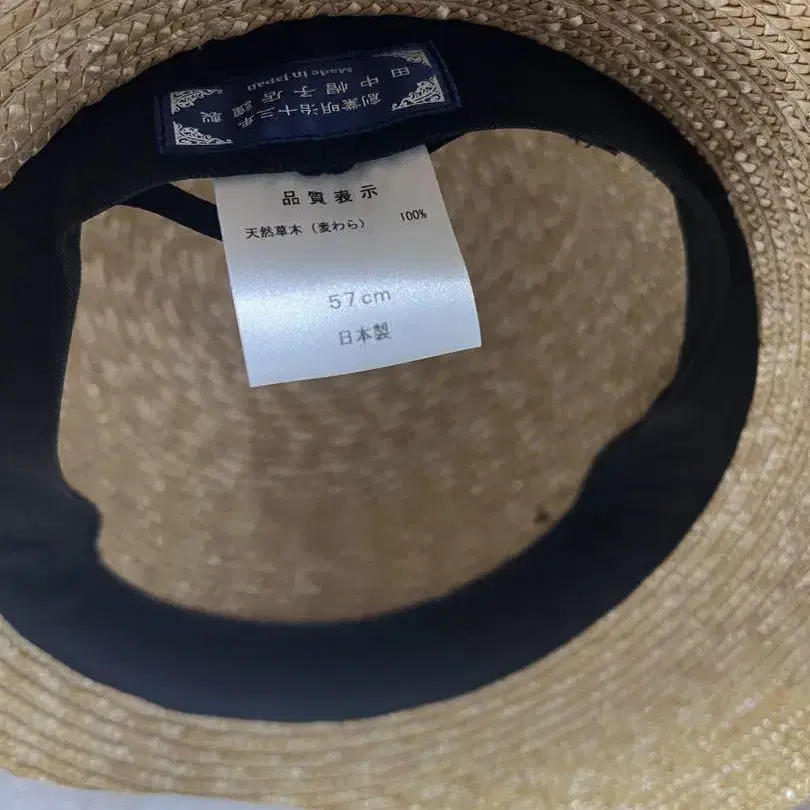 創業明治十三年
田中帽子店謹製
Made in Japan
品質表示
天然草木（麦わら） 100%
57cm
日本製